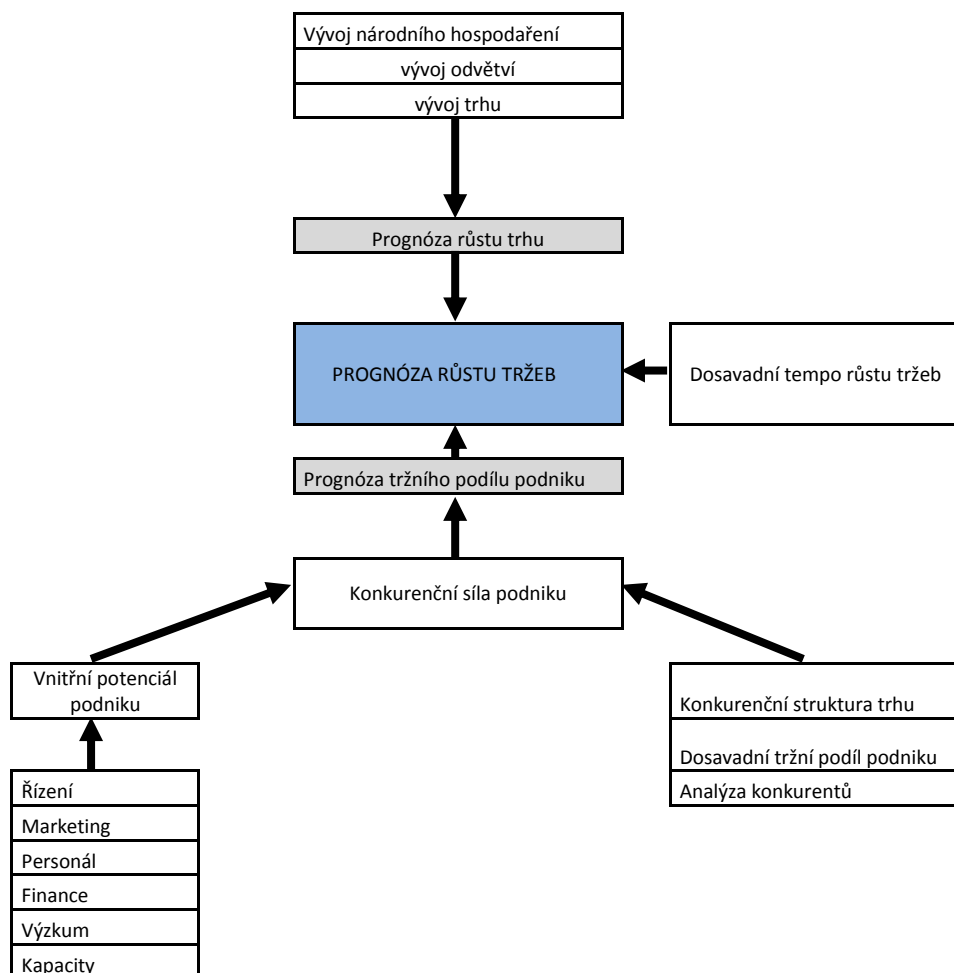 Vývoj národního hospodaření
vývoj odvětví
vývoj trhu
Prognóza růstu trhu
PROGNÓZA RŮSTU TRŽEB
Dosavadní tempo růstu tržeb
Prognóza tržního podílu podniku
Konkurenční síla podniku
Vnitřní potenciál
podniku
Konkurenční struktura trhu
Dosavadní tržní podíl podniku
Analýza konkurentů
Řízení
Marketing
Personál
Finance
Výzkum
Kapacity